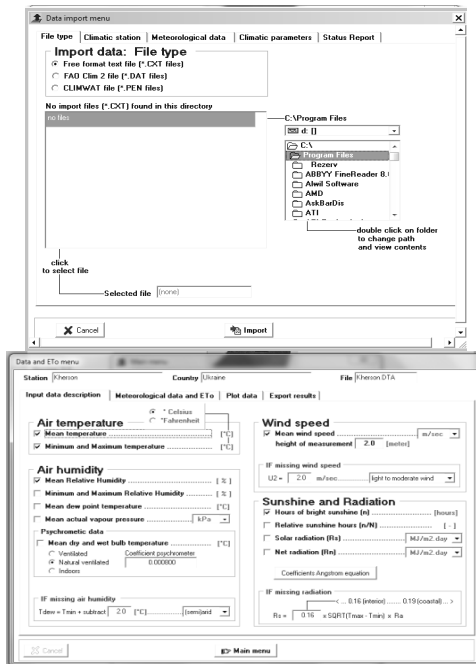 Data import menu
File type | Climatic station | Meteorological data | Climatic parameters | Status Report
Import data: File type
Free format text file (*.CXT files)
FAO Clim 2 file (*.DAT files)
CLIMWAT file (*.PEN files)
No import files (*.CXT) found in this directory
no files
C:\Program Files
d: []
C:\
Program Files
Rezerv
ABBYY FineReader 8.
Alwil Software
AMD
AskBarDis
ATI
double click on folder
to change path
and view contents
click
to select file
Selected file (none)
Cancel
Import
Data and ETo menu
Station Kherson Country Ukraine File Kherson.DTA
Input data description | Meteorological data and ETo | Plot data | Export results
Air temperature
° Celsius
° Fahrenheit
Mean temperature [°C]
Minimum and Maximum temperature [°C]
Air humidity
Mean Relative Humidity [ % ]
Minimum and Maximum Relative Humidity [ % ]
Mean dew point temperature [°C]
Mean actual vapour pressure kPa
Psychrometric data
Mean dry and wet bulb temperature [°C]
Ventilated
Natural ventilated
Indoors
Coefficient psychrometer
0.000000
IF missing air humidity
Tdew = Tmin + subtract 2.0 [°C] (semi)arid
Wind speed
Mean wind speed m/sec
height of measurement 2.0 [meter]
IF missing wind speed
U2 = 2.0 m/sec light to moderate wind
Sunshine and Radiation
Hours of bright sunshine (n) [hours]
Relative sunshine hours (n/N) [ - ]
Solar radiation (Rs) MJ/m2.day
Net radiation (Rn) MJ/m2.day
Coefficients Angstrom equation
IF missing radiation
< ... 0.16 (interior) ........ 0.19 (coastal)... >
Rs = 0.16 x SQRT(Tmax - Tmin) x Ra
Cancel
Main menu